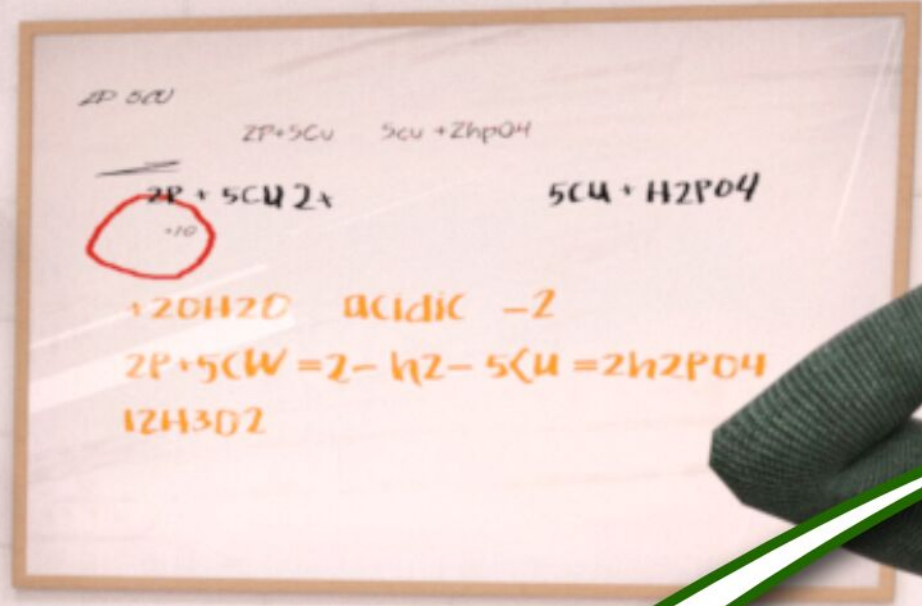 2P 5CU
2P+5Cu 5cu +2hpO4
2P + 5CU 2+ 5CU + H2PO4
+10
+20H2O acidic -2
2P+5CW =2- h2- 5CU =2h2PO4
12H3O2